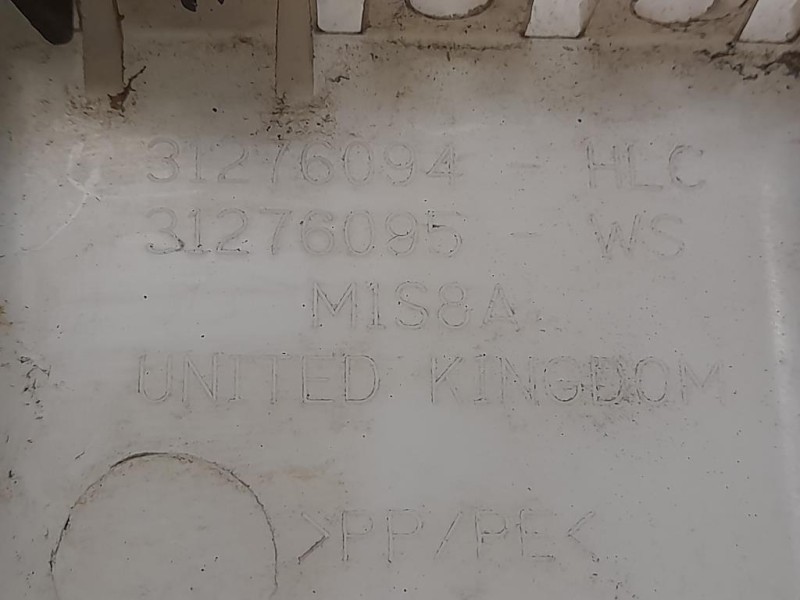 31276094 - HLC
31276095 - WS
M1S8A
UNITED KINGDOM
>PP/PE<